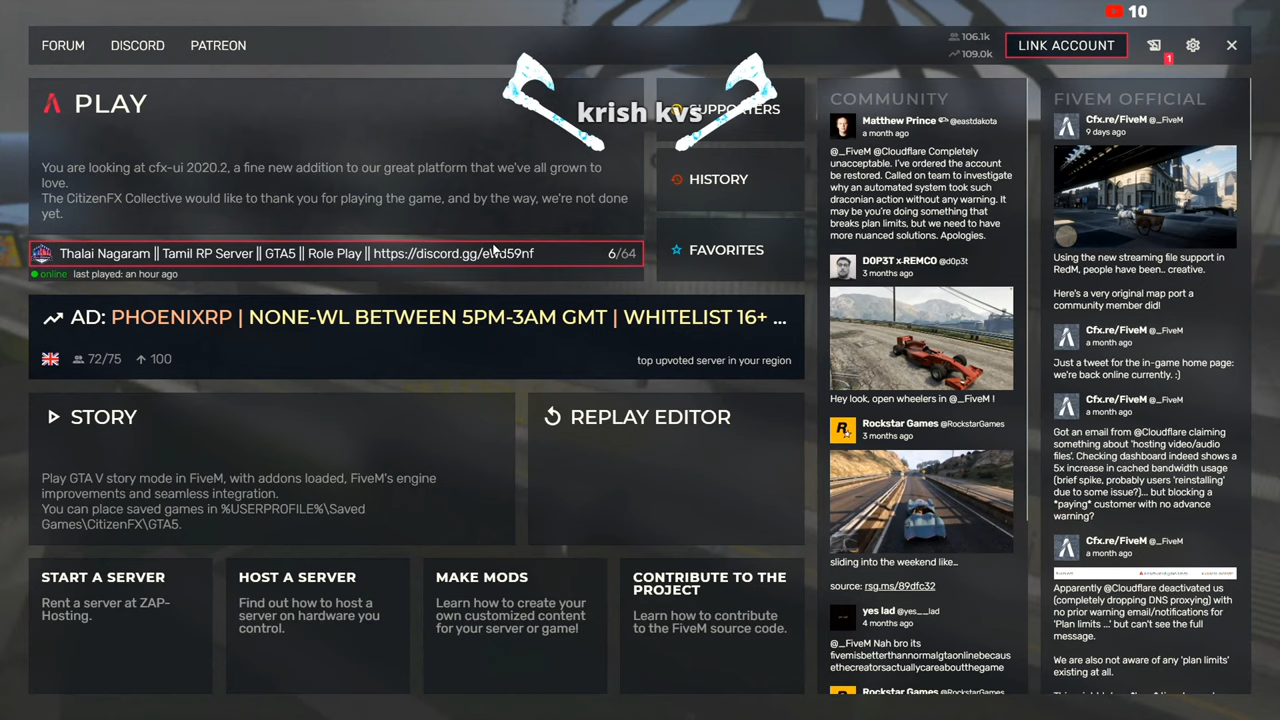 10
FORUM
DISCORD
PATREON
106.1k
109.0k
LINK ACCOUNT
1
krish kvs
PLAY
You are looking at cfx-ui 2020.2, a fine new addition to our great platform that we've all grown to
love.
The CitizenFX Collective would like to thank you for playing the game, and by the way, we're not done
yet.
Thalai Nagaram || Tamil RP Server || GTA5 || Role Play || https://discord.gg/ewd59nf
6/64
online last played: an hour ago
SUPPORTERS
HISTORY
FAVORITES
AD: PHOENIXRP | NONE-WL BETWEEN 5PM-3AM GMT | WHITELIST 16+ ...
72/75
100
top upvoted server in your region
STORY
Play GTA V story mode in FiveM, with addons loaded, FiveM's engine
improvements and seamless integration.
You can place saved games in %USERPROFILE%\Saved
Games\CitizenFX\GTA5.
REPLAY EDITOR
START A SERVER
Rent a server at ZAP-
Hosting.
HOST A SERVER
Find out how to host a
server on hardware you
control.
MAKE MODS
Learn how to create your
own customized content
for your server or game!
CONTRIBUTE TO THE
PROJECT
Learn how to contribute
to the FiveM source code.
COMMUNITY
Matthew Prince @eastdakota
a month ago
@_FiveM @Cloudflare Completely
unacceptable. I've ordered the account
be restored. Called on team to investigate
why an automated system took such
draconian action without any warning. It
may be you're doing something that
breaks plan limits, but we need to have
more nuanced solutions. Apologies.
D0P3T x REMCO @d0p3t
3 months ago
Hey look, open wheelers in @_FiveM !
Rockstar Games @RockstarGames
3 months ago
sliding into the weekend like…
source: rsg.ms/89dfc32
yes lad @yes__lad
4 months ago
@_FiveM Nah bro its
fivemisbetterthannormalgtaonlinebecaus
ethecreatorsactuallycareaboutthegame
Rockstar Games @RockstarGames
FIVEM OFFICIAL
Cfx.re/FiveM @_FiveM
9 days ago
Using the new streaming file support in
RedM, people have been.. creative.
Here's a very original map port a
community member did!
Cfx.re/FiveM @_FiveM
a month ago
Just a tweet for the in-game home page:
we're back online currently. :)
Cfx.re/FiveM @_FiveM
a month ago
Got an email from @Cloudflare claiming
something about 'hosting video/audio
files'. Checking dashboard indeed shows a
5x increase in cached bandwidth usage
(brief spike, probably users 'reinstalling'
due to some issue?)... but blocking a
*paying* customer with no advance
warning?
Cfx.re/FiveM @_FiveM
a month ago
Apparently @Cloudflare deactivated us
(completely dropping DNS proxying) with
no prior warning email/notifications for
'Plan limits ...' but can't see the full
message.
We are also not aware of any 'plan limits'
existing at all.